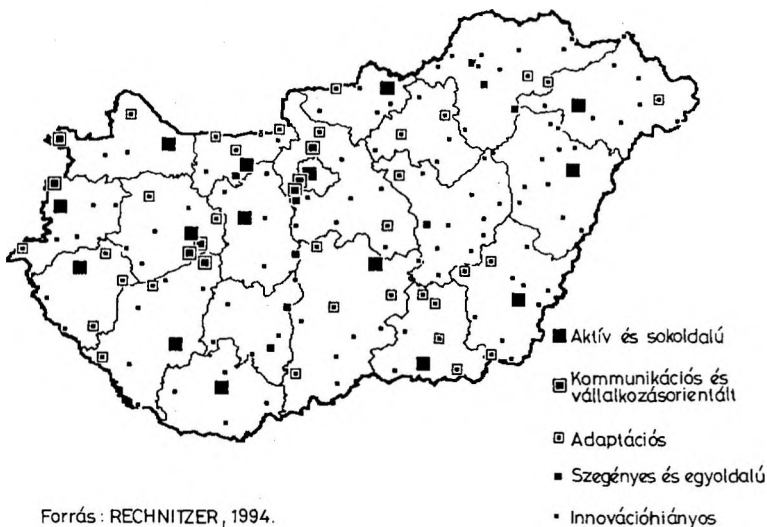 Aktív és sokoldalú
Kommunikációs és
vállalkozásorientált
Adaptációs
Szegényes és egyoldalú
Innovációhiányos
Forrás: RECHNITZER, 1994.